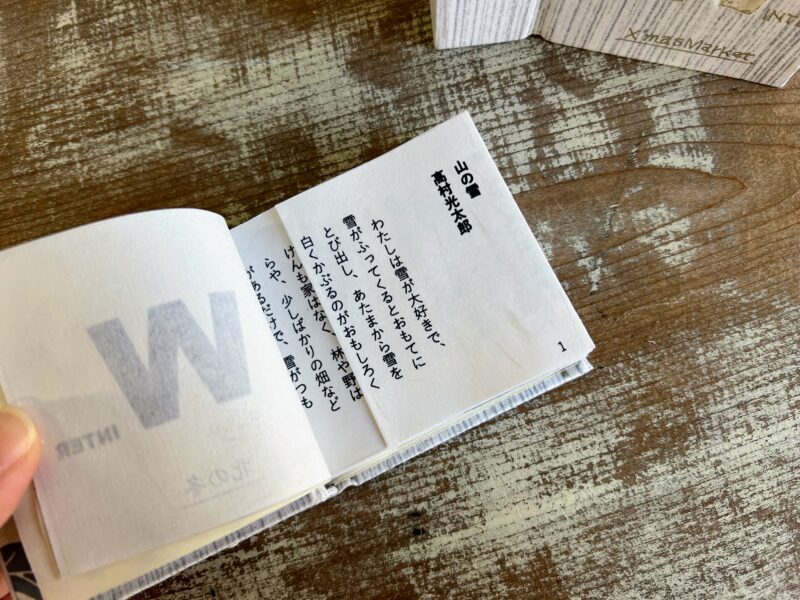 X'masMarket
山の雪
高村光太郎
わたしは雪が大好きで、
雪がふってくるとおもてに
とび出し、あたまから雪を
白くかぶるのがおもしろく
けんも家はなく、林や野は
らや、少しばかりの畑など
があるだけで、雪がつも
1
W
INTER
北の冬